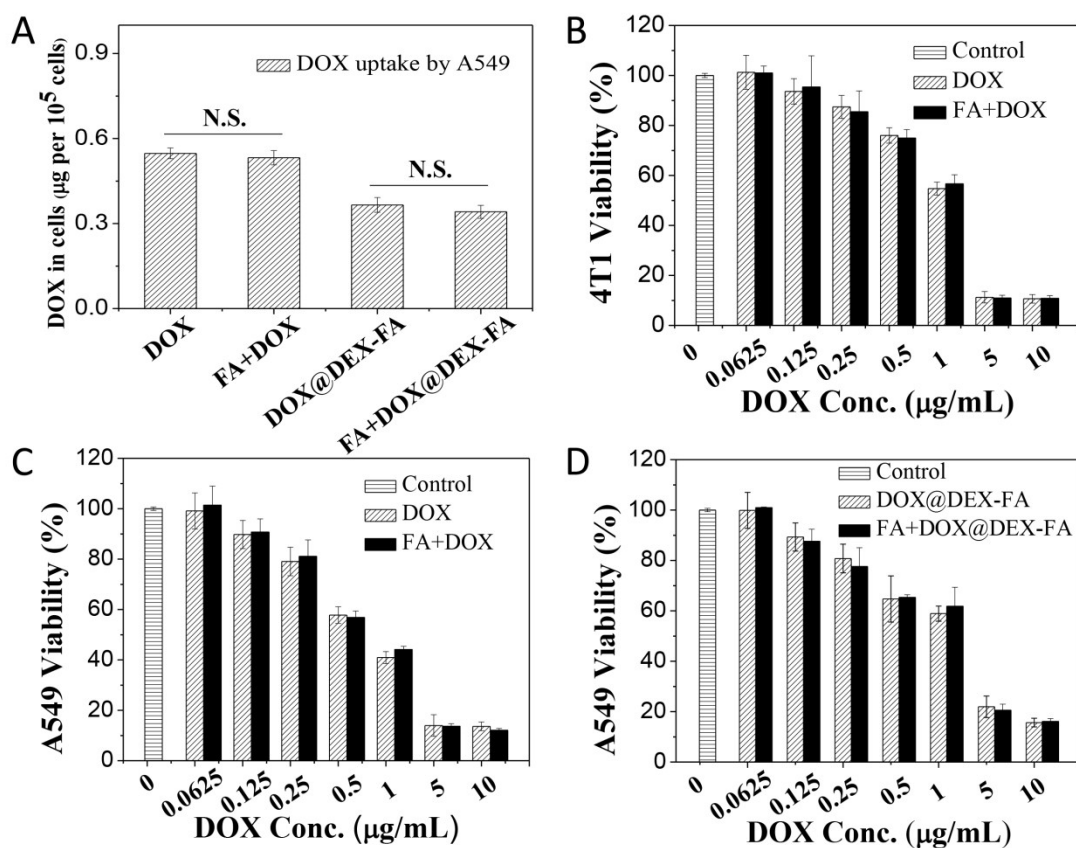 A
DOX in cells (μg per 10⁵ cells)
0.9
0.6
0.3
0.0
DOX uptake by A549
N.S.
N.S.
DOX
FA+DOX
DOX@DEX-FA
FA+DOX@DEX-FA
B
4T1 Viability (%)
120
100
80
60
40
20
0
Control
DOX
FA+DOX
0
0.0625
0.125
0.25
0.5
1
5
10
DOX Conc. (μg/mL)
C
A549 Viability (%)
120
100
80
60
40
20
0
Control
DOX
FA+DOX
0
0.0625
0.125
0.25
0.5
1
5
10
DOX Conc. (μg/mL)
D
A549 Viability (%)
120
100
80
60
40
20
0
Control
DOX@DEX-FA
FA+DOX@DEX-FA
0
0.0625
0.125
0.25
0.5
1
5
10
DOX Conc. (μg/mL)